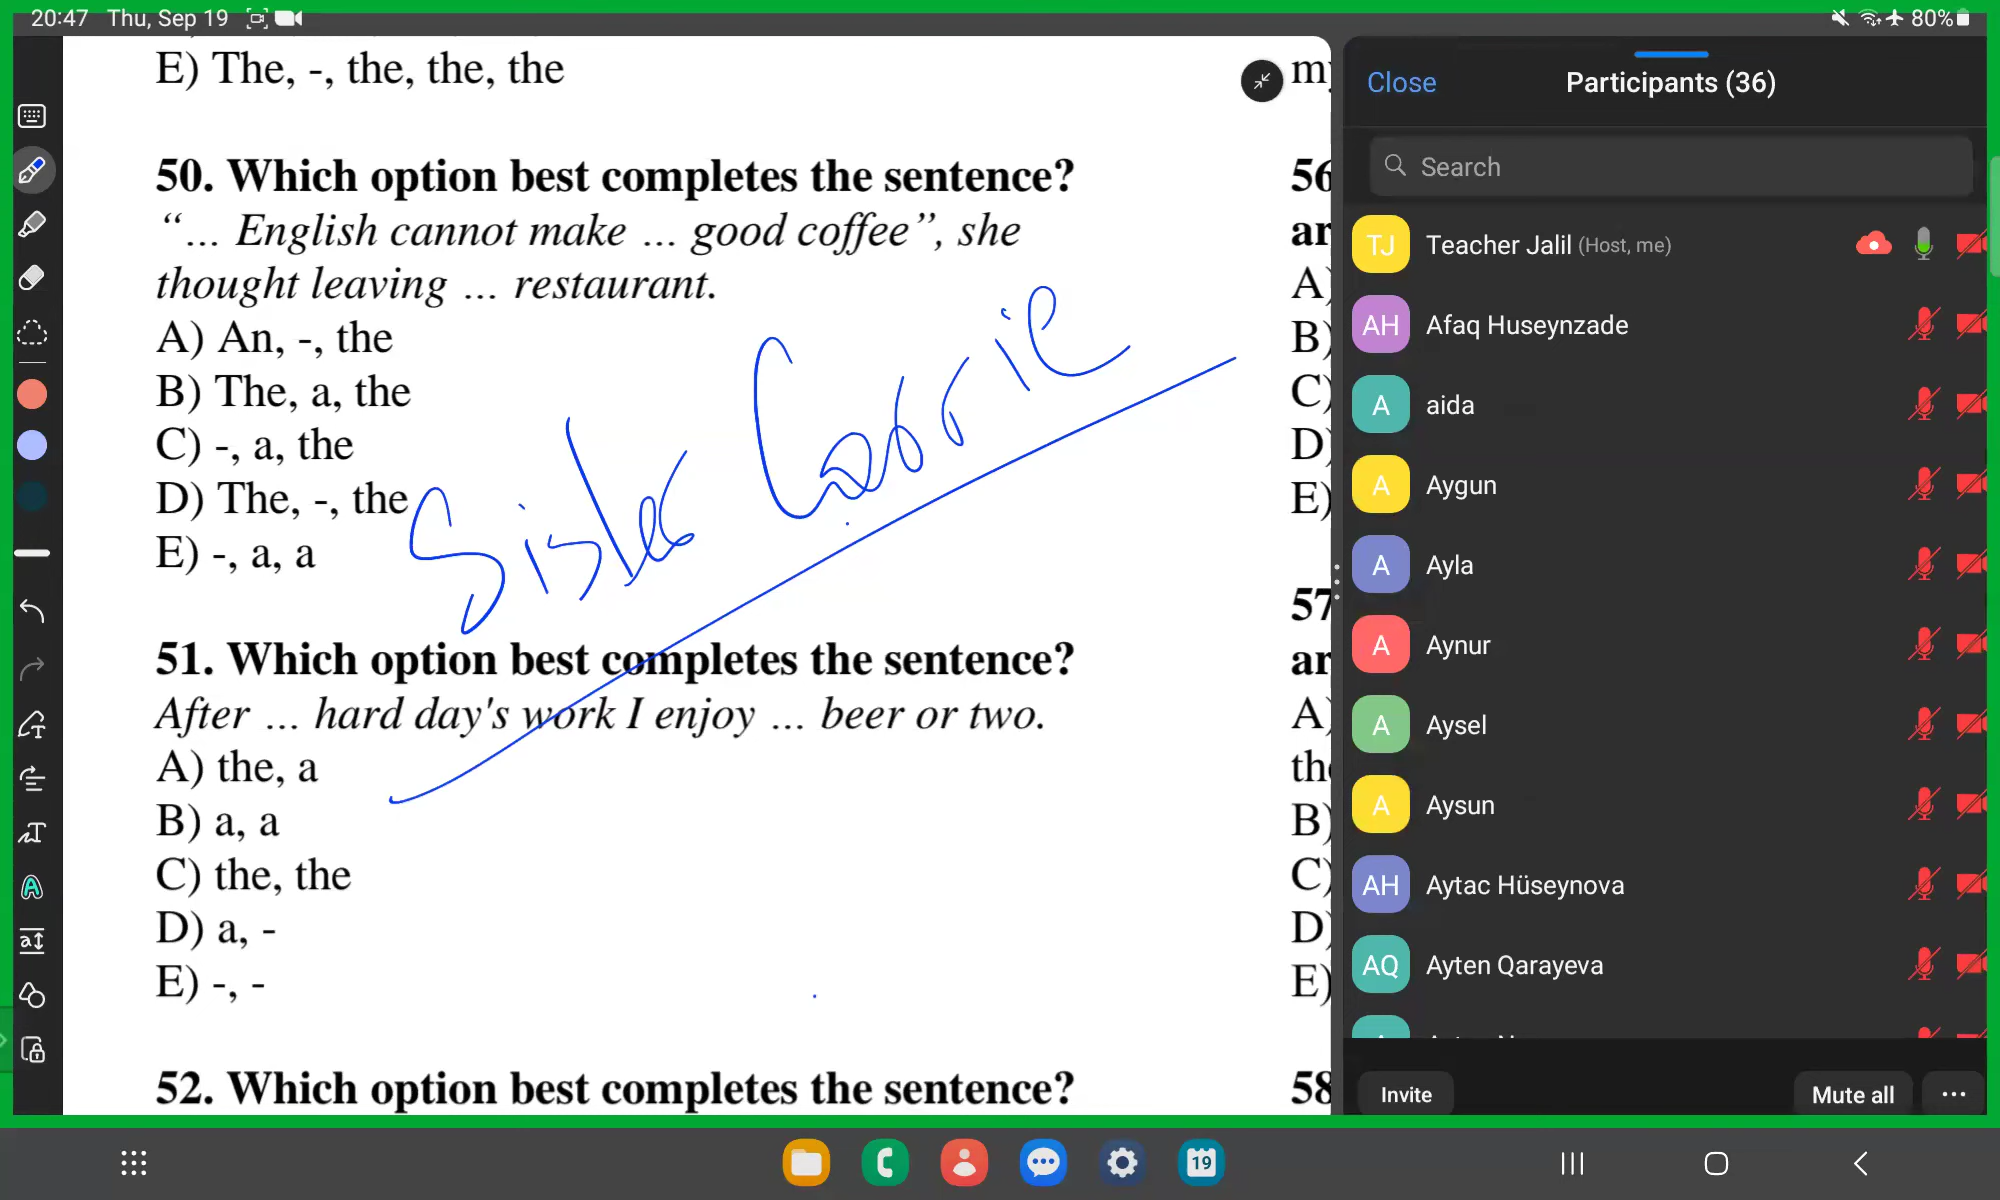 20:47 Thu, Sep 19
80%
E) The, -, the, the, the
50. Which option best completes the sentence?
“... English cannot make ... good coffee”, she
thought leaving ... restaurant.
A) An, -, the
B) The, a, the
C) -, a, the
D) The, -, the
E) -, a, a
Sister Carrie
51. Which option best completes the sentence?
After ... hard day's work I enjoy ... beer or two.
A) the, a
B) a, a
C) the, the
D) a, -
E) -, -
52. Which option best completes the sentence?
my
56
ar
A)
B)
C)
D)
E)
57
ar
A)
the
B)
C)
D)
E)
58
Close
Participants (36)
Search
TJ Teacher Jalil (Host, me)
AH Afaq Huseynzade
A aida
A Aygun
A Ayla
A Aynur
A Aysel
A Aysun
AH Aytac Hüseynova
AQ Ayten Qarayeva
Invite
Mute all
19